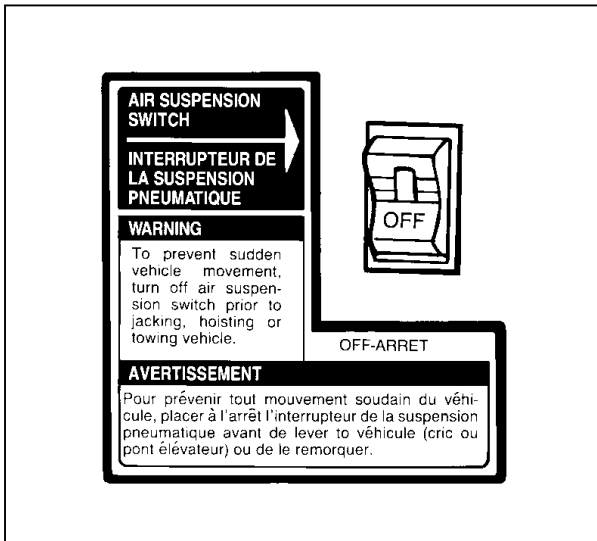 AIR SUSPENSION
SWITCH
INTERRUPTEUR DE
LA SUSPENSION
PNEUMATIQUE
WARNING
To prevent sudden
vehicle movement,
turn off air suspen-
sion switch prior to
jacking, hoisting or
towing vehicle.
OFF
OFF-ARRET
AVERTISSEMENT
Pour prévenir tout mouvement soudain du véhi-
cule, placer à l'arrêt l'interrupteur de la suspension
pneumatique avant de lever to véhicule (cric ou
pont élévateur) ou de le remorquer.